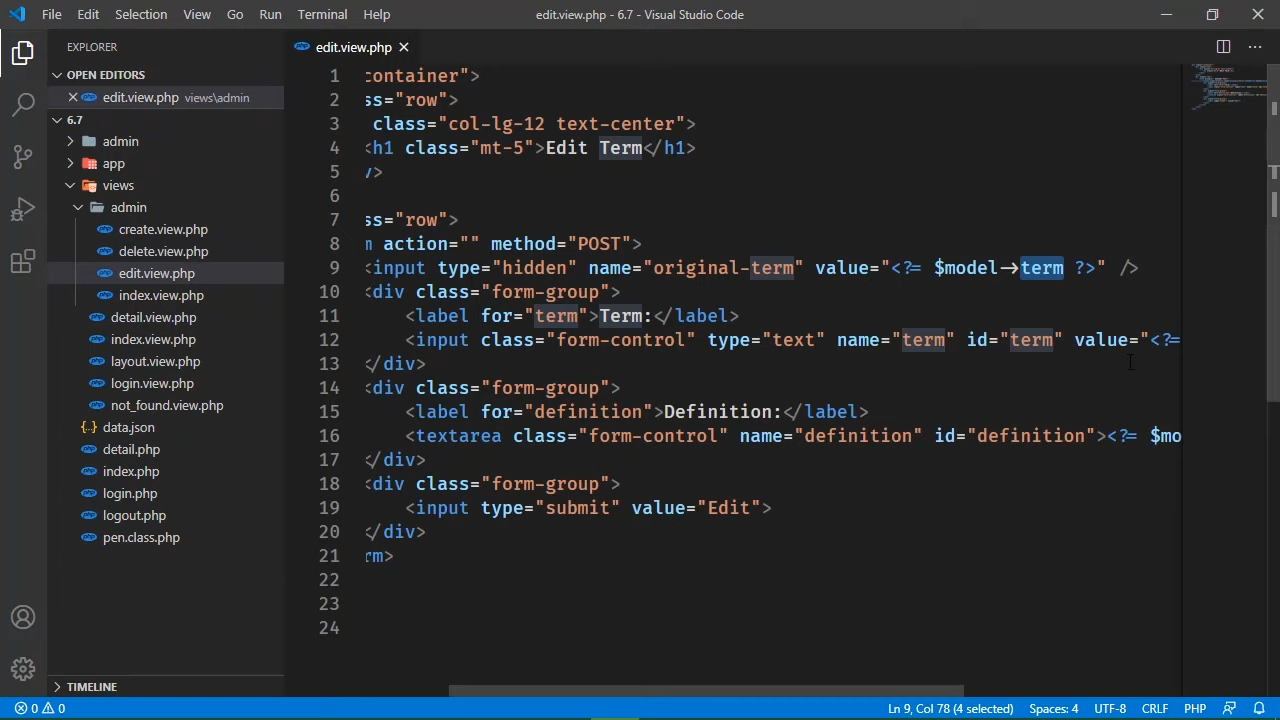 File Edit Selection View Go Run Terminal Help
edit.view.php - 6.7 - Visual Studio Code
EXPLORER
OPEN EDITORS
edit.view.php views\admin
6.7
admin
app
views
admin
create.view.php
delete.view.php
edit.view.php
index.view.php
detail.view.php
index.view.php
layout.view.php
login.view.php
not_found.view.php
data.json
detail.php
index.php
login.php
logout.php
pen.class.php
TIMELINE
edit.view.php
1 container">
2 ss="row">
3 class="col-lg-12 text-center">
4 <h1 class="mt-5">Edit Term</h1>
5 />
6
7 ss="row">
8 m action="" method="POST">
9 <input type="hidden" name="original-term" value="<?= $model->term ?>" />
10 <div class="form-group">
11 <label for="term">Term:</label>
12 <input class="form-control" type="text" name="term" id="term" value="<?=
13 </div>
14 <div class="form-group">
15 <label for="definition">Definition:</label>
16 <textarea class="form-control" name="definition" id="definition"><?= $mo
17 </div>
18 <div class="form-group">
19 <input type="submit" value="Edit">
20 </div>
21 rm>
22
23
24
0 0
Ln 9, Col 78 (4 selected) Spaces: 4 UTF-8 CRLF PHP